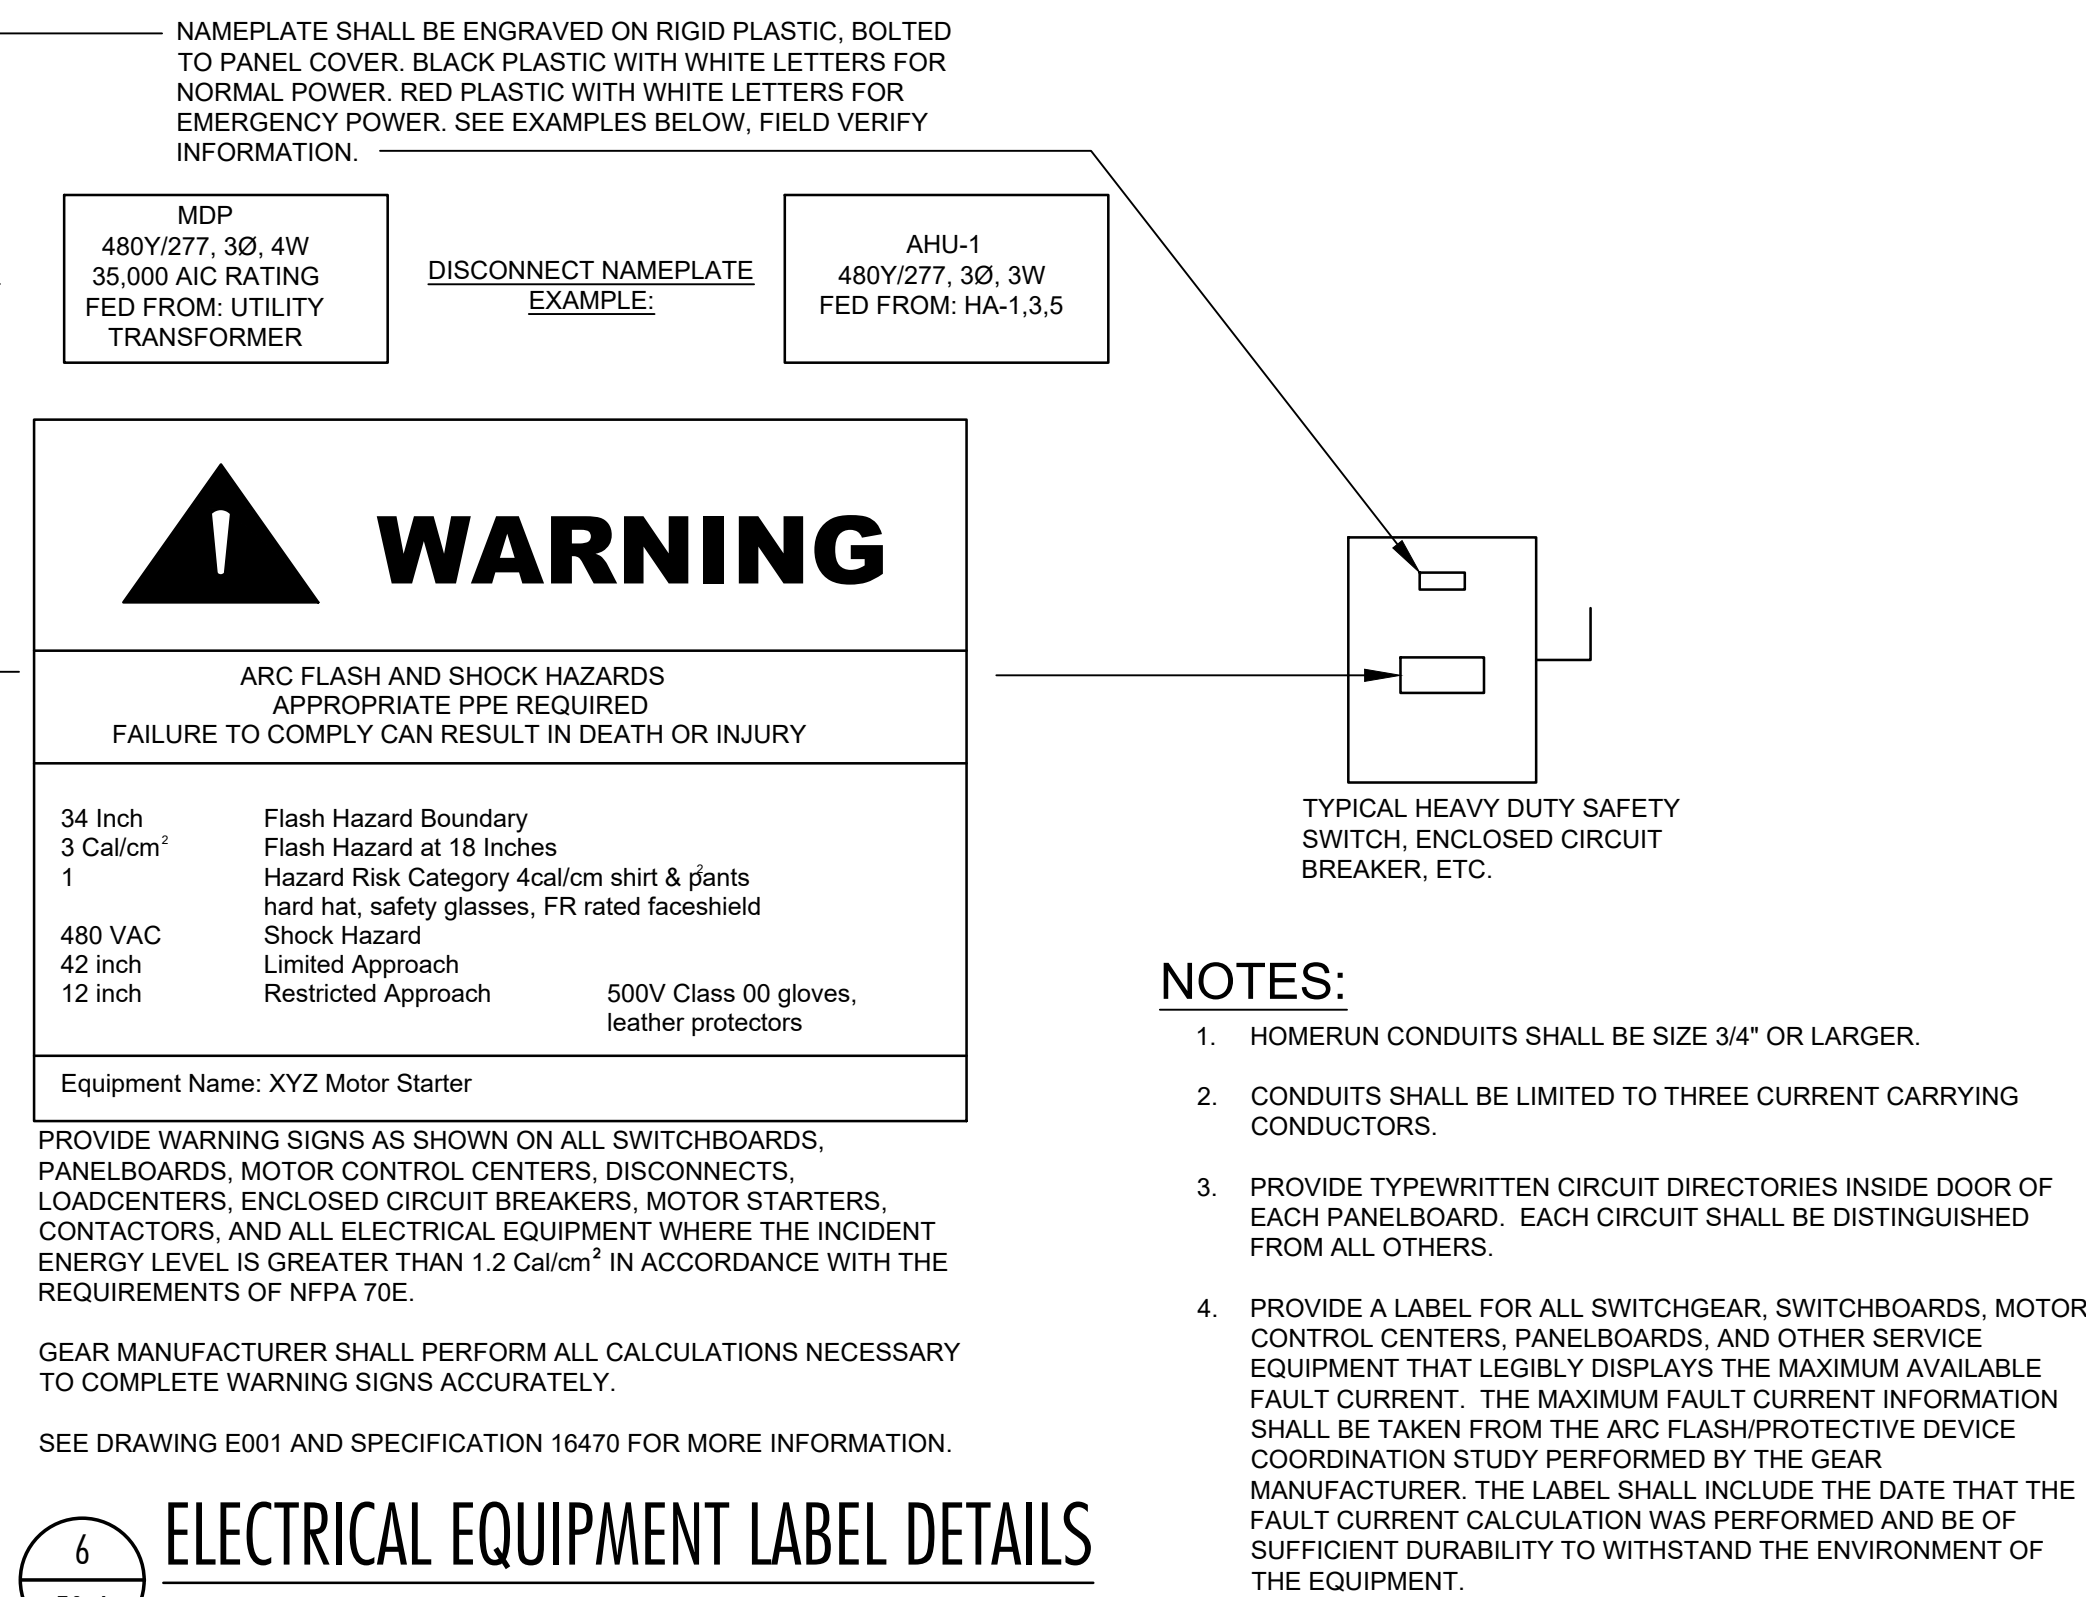 NAMEPLATE SHALL BE ENGRAVED ON RIGID PLASTIC, BOLTED
TO PANEL COVER. BLACK PLASTIC WITH WHITE LETTERS FOR
NORMAL POWER. RED PLASTIC WITH WHITE LETTERS FOR
EMERGENCY POWER. SEE EXAMPLES BELOW, FIELD VERIFY
INFORMATION.
MDP
480Y/277, 3Ø, 4W
35,000 AIC RATING
FED FROM: UTILITY
TRANSFORMER
DISCONNECT NAMEPLATE
EXAMPLE:
AHU-1
480Y/277, 3Ø, 3W
FED FROM: HA-1,3,5
WARNING
ARC FLASH AND SHOCK HAZARDS
APPROPRIATE PPE REQUIRED
FAILURE TO COMPLY CAN RESULT IN DEATH OR INJURY
34 Inch Flash Hazard Boundary
3 Cal/cm² Flash Hazard at 18 Inches
1 Hazard Risk Category 4cal/cm shirt & ²pants
hard hat, safety glasses, FR rated faceshield
480 VAC Shock Hazard
42 inch Limited Approach
12 inch Restricted Approach 500V Class 00 gloves,
leather protectors
Equipment Name: XYZ Motor Starter
PROVIDE WARNING SIGNS AS SHOWN ON ALL SWITCHBOARDS,
PANELBOARDS, MOTOR CONTROL CENTERS, DISCONNECTS,
LOADCENTERS, ENCLOSED CIRCUIT BREAKERS, MOTOR STARTERS,
CONTACTORS, AND ALL ELECTRICAL EQUIPMENT WHERE THE INCIDENT
ENERGY LEVEL IS GREATER THAN 1.2 Cal/cm² IN ACCORDANCE WITH THE
REQUIREMENTS OF NFPA 70E.
GEAR MANUFACTURER SHALL PERFORM ALL CALCULATIONS NECESSARY
TO COMPLETE WARNING SIGNS ACCURATELY.
SEE DRAWING E001 AND SPECIFICATION 16470 FOR MORE INFORMATION.
6
ELECTRICAL EQUIPMENT LABEL DETAILS
TYPICAL HEAVY DUTY SAFETY
SWITCH, ENCLOSED CIRCUIT
BREAKER, ETC.
NOTES:
1. HOMERUN CONDUITS SHALL BE SIZE 3/4" OR LARGER.
2. CONDUITS SHALL BE LIMITED TO THREE CURRENT CARRYING
CONDUCTORS.
3. PROVIDE TYPEWRITTEN CIRCUIT DIRECTORIES INSIDE DOOR OF
EACH PANELBOARD. EACH CIRCUIT SHALL BE DISTINGUISHED
FROM ALL OTHERS.
4. PROVIDE A LABEL FOR ALL SWITCHGEAR, SWITCHBOARDS, MOTOR
CONTROL CENTERS, PANELBOARDS, AND OTHER SERVICE
EQUIPMENT THAT LEGIBLY DISPLAYS THE MAXIMUM AVAILABLE
FAULT CURRENT. THE MAXIMUM FAULT CURRENT INFORMATION
SHALL BE TAKEN FROM THE ARC FLASH/PROTECTIVE DEVICE
COORDINATION STUDY PERFORMED BY THE GEAR
MANUFACTURER. THE LABEL SHALL INCLUDE THE DATE THAT THE
FAULT CURRENT CALCULATION WAS PERFORMED AND BE OF
SUFFICIENT DURABILITY TO WITHSTAND THE ENVIRONMENT OF
THE EQUIPMENT.